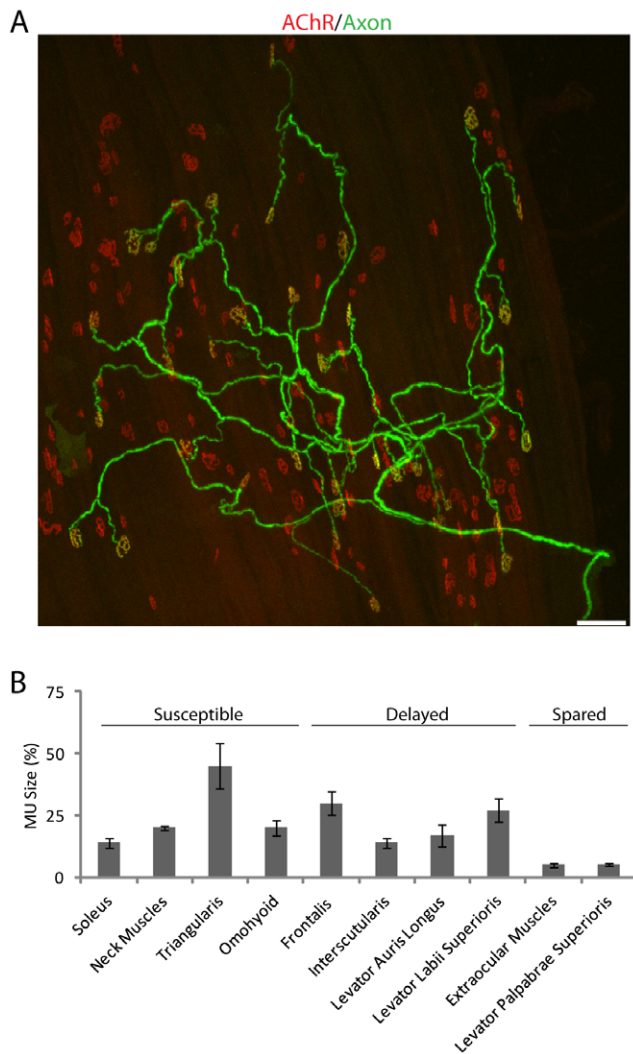 A
AChR/Axon
B
75
50
25
0
MU Size (%)
Susceptible
Delayed
Spared
Soleus
Neck Muscles
Triangularis
Omohyoid
Frontalis
Interscutularis
Levator Auris Longus
Levator Labii Superioris
Extraocular Muscles
Levator Palpabrae Superioris